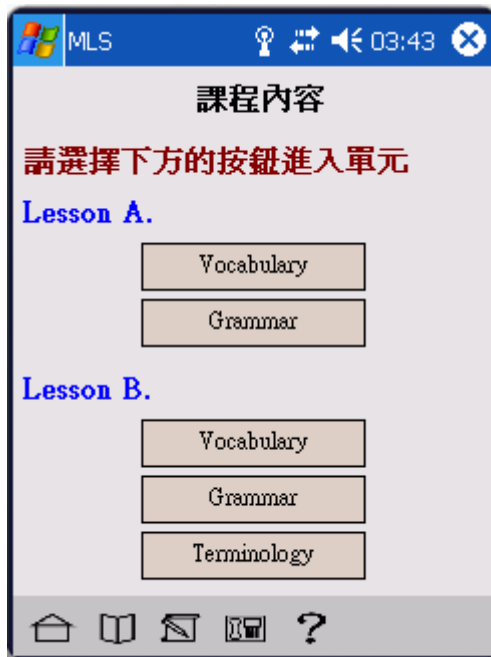 MLS 03:43
課程內容
請選擇下方的按鈕進入單元
Lesson A.
Vocabulary
Grammar
Lesson B.
Vocabulary
Grammar
Terminology
?